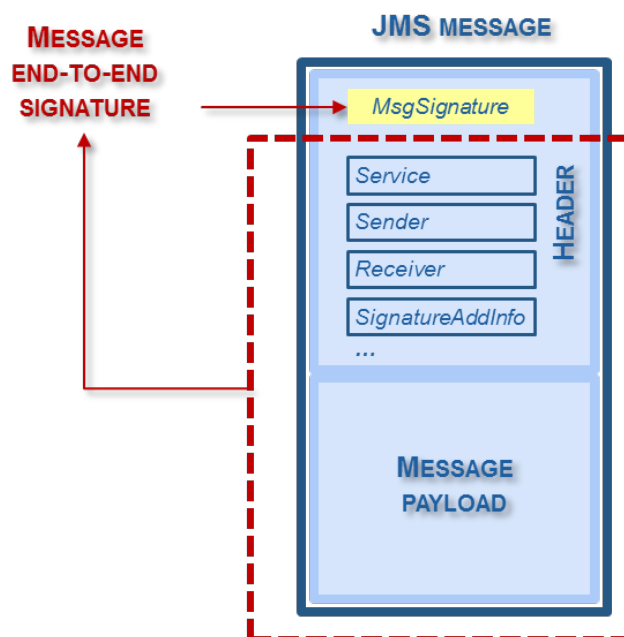 JMS MESSAGE
MESSAGE
END-TO-END
SIGNATURE
MsgSignature
Service
Sender
Receiver
SignatureAddInfo
...
HEADER
MESSAGE
PAYLOAD